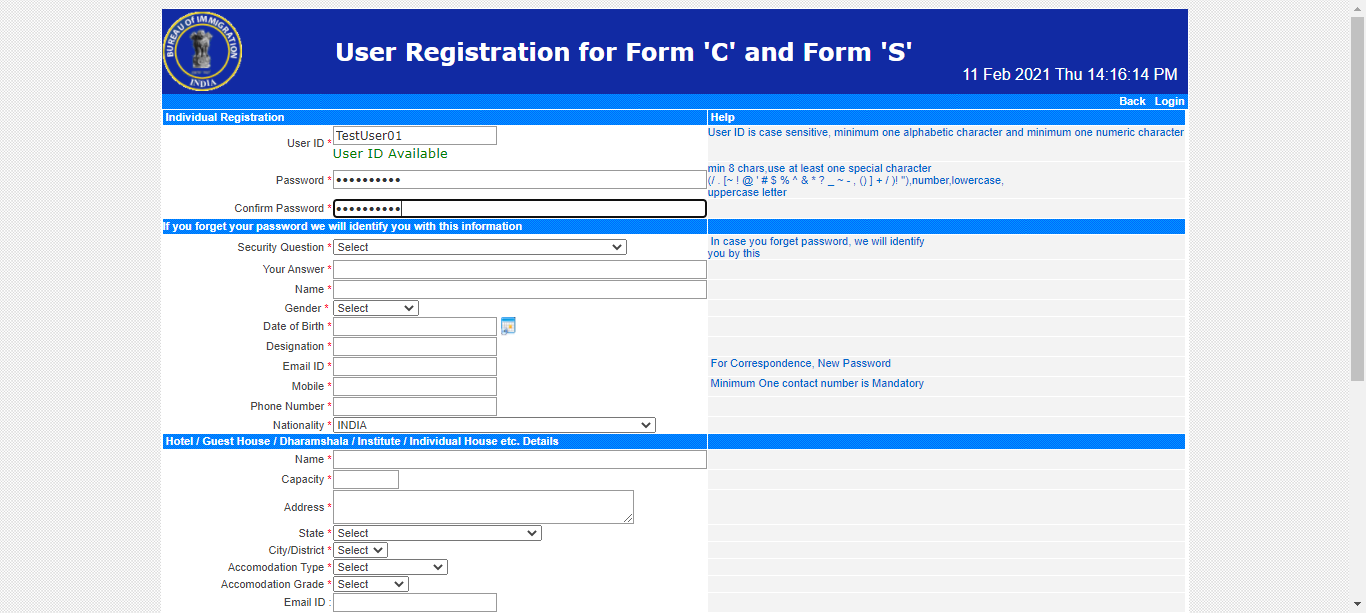 BUREAU OF IMMIGRATION
INDIA
User Registration for Form 'C' and Form 'S'
11 Feb 2021 Thu 14:16:14 PM
Back Login
Individual Registration Help
User ID * TestUser01 User ID is case sensitive, minimum one alphabetic character and minimum one numeric character
User ID Available
Password * •••••••••• min 8 chars,use at least one special character
(/ . [~ ! @ ' # $ % ^ & * ? _ ~ - , () ] + / )! "),number,lowercase,
uppercase letter
Confirm Password * ••••••••••
If you forget your password we will identify you with this information
Security Question * Select In case you forget password, we will identify
you by this
Your Answer *
Name *
Gender * Select
Date of Birth *
Designation *
Email ID * For Correspondence, New Password
Mobile * Minimum One contact number is Mandatory
Phone Number *
Nationality * INDIA
Hotel / Guest House / Dharamshala / Institute / Individual House etc. Details
Name *
Capacity *
Address *
State * Select
City/District * Select
Accomodation Type * Select
Accomodation Grade * Select
Email ID :